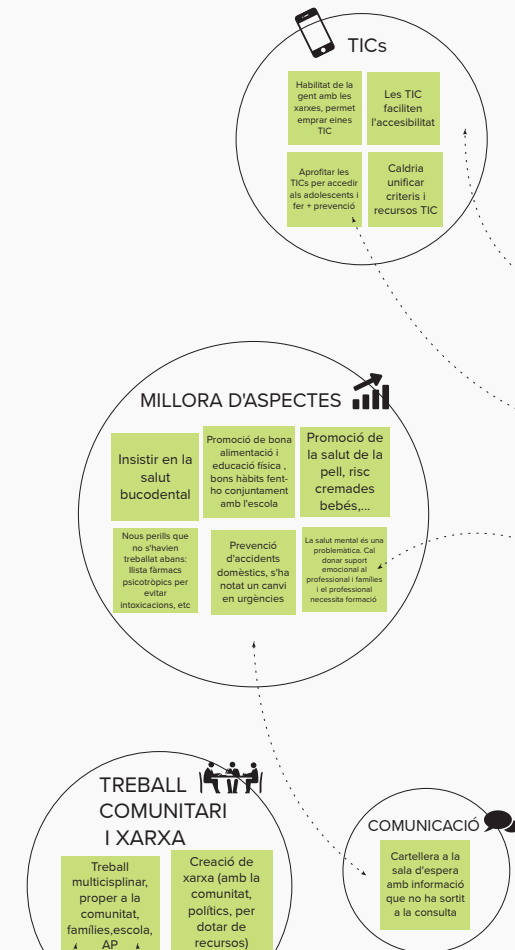 TICs
Habilitat de la
gent amb les
xarxes, permet
emprar eines
TIC
Les TIC
faciliten
l'accesibilitat
Aprofitar les
TICs per accedir
als adolescents i
fer + prevenció
Caldria
unificar
criteris i
recursos TIC
MILLORA D'ASPECTES
Insistir en la
salut
bucodental
Promoció de bona
alimentació i
educació física ,
bons hàbits fent-
ho conjuntament
amb l'escola
Promoció de
la salut de la
pell, risc
cremades
bebés,...
Nous perills que
no s'havien
treballat abans:
llista fàrmacs
psicotròpics per
evitar
intoxicacions, etc
Prevenció
d'accidents
domèstics, s'ha
notat un canvi
en urgències
La salut mental és una
problemàtica. Cal
donar suport
emocional al
professional i famílies
i el professional
necessita formació
TREBALL
COMUNITARI
I XARXA
Treball
multicisplinar,
proper a la
comunitat,
famílies,escola,
AP
Creació de
xarxa (amb la
comunitat,
polítics, per
dotar de
recursos)
COMUNICACIÓ
Cartellera a la
sala d'espera
amb informació
que no ha sortit
a la consulta